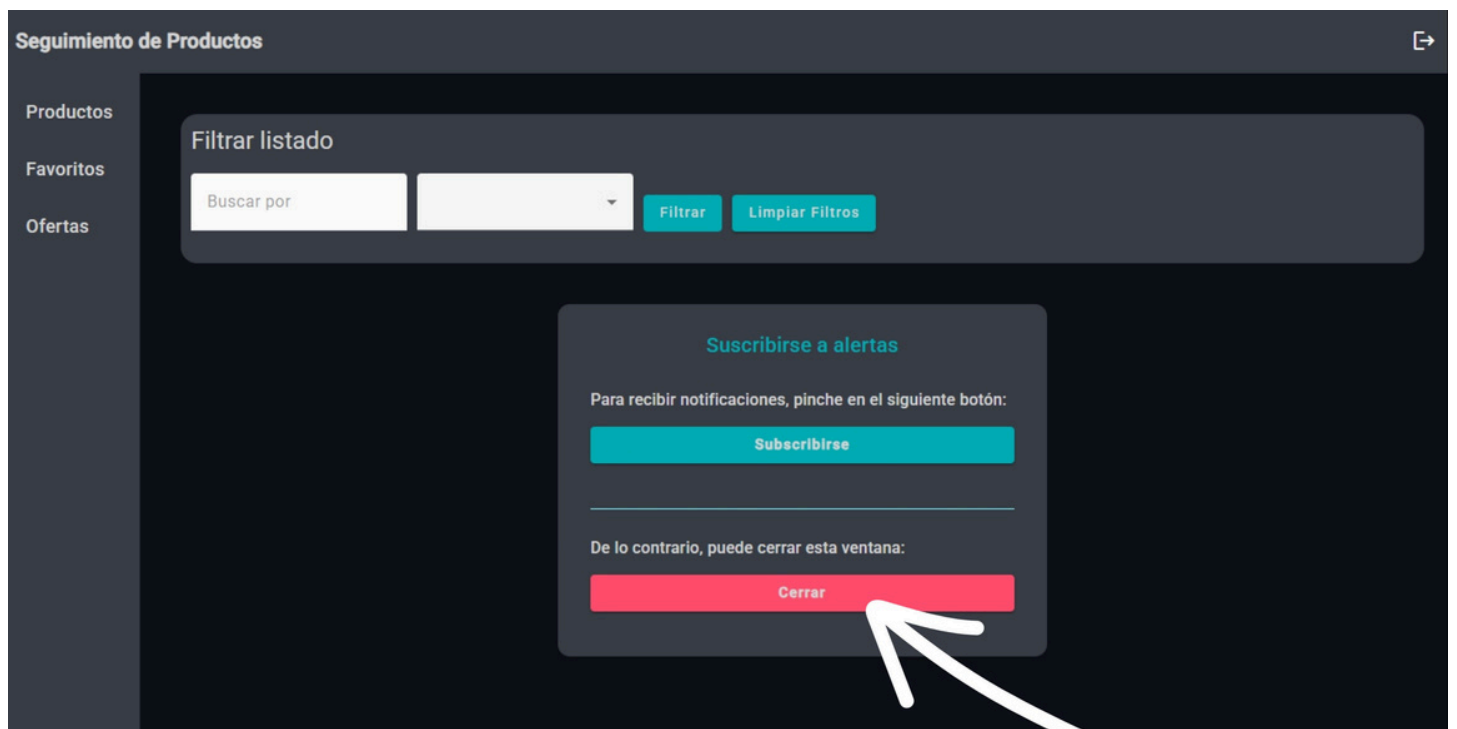 Seguimiento de Productos
Productos
Favoritos
Ofertas
Filtrar listado
Buscar por
Filtrar
Limpiar Filtros
Suscribirse a alertas
Para recibir notificaciones, pinche en el siguiente botón:
Subscribirse
De lo contrario, puede cerrar esta ventana:
Cerrar